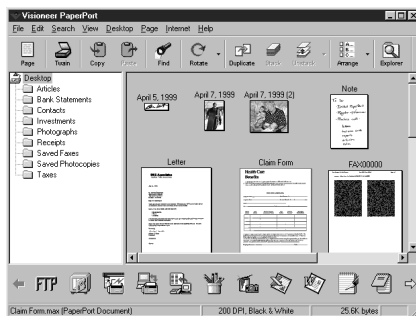 Visioneer PaperPort
File Edit Search View Desktop Page Internet Help
Page Twain Copy Paste Find Rotate Duplicate Stack Unstack Arrange Explorer
Desktop
Articles
Bank Statements
Contacts
Investments
Photographs
Receipts
Saved Faxes
Saved Photocopies
Taxes
April 5, 1999
April 7, 1999
April 7, 1999 [2]
Note
Letter
Claim Form
FAX00000
Health Care
Benefits
FTP
Claim Form.max (PaperPort Document) 200 DPI, Black & White 25.6K bytes